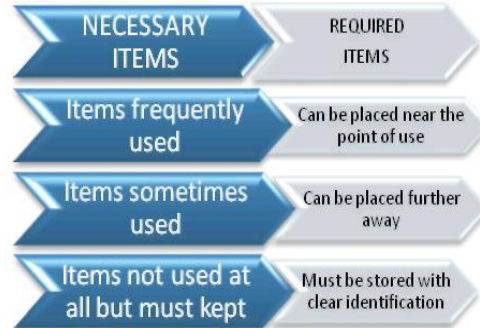 NECESSARY
ITEMS
REQUIRED
ITEMS
Items frequently
used
Can be placed near the
point of use
Items sometimes
used
Can be placed further
away
Items not used at
all but must kept
Must be stored with
clear identification